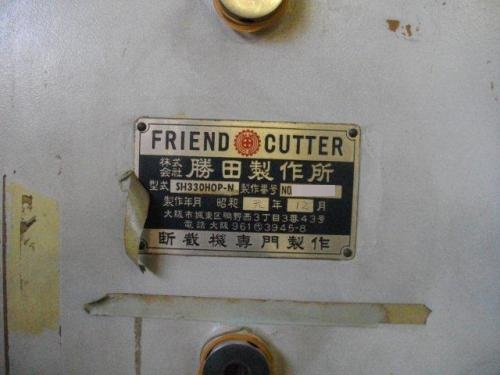 FRIEND CUTTER
株式会社 勝田製作所
型式 SH330HOP-N 製作番号 NO
製作年月 昭和 元年 12月
大阪市城東区鴫野西3丁目3番43号
電話 大阪 961 3945-8
断截機専門製作